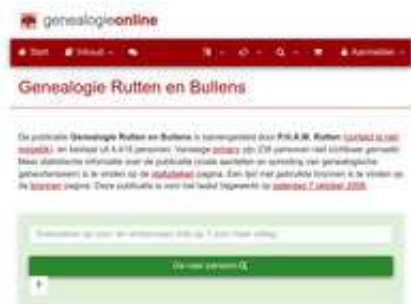 genealogieonline
Start Inhoud Aanmelden
Genealogie Rutten en Bullens
De publicatie Genealogie Rutten en Bullens is samengesteld door P.H.A.M. Rutten (contact is niet
mogelijk), en bestaat uit personen. Vanwege privacy zijn personen niet zichtbaar gemaakt.
Meer statistische informatie over de publicatie (zoals aantallen en spreiding van genealogische
gebeurtenissen) is te vinden op de statistieken pagina. Een lijst met gebruikte bronnen is te vinden op
de bronnen pagina. Deze publicatie is voor het laatst bijgewerkt op zaterdag 7 oktober
Ga naar persoon